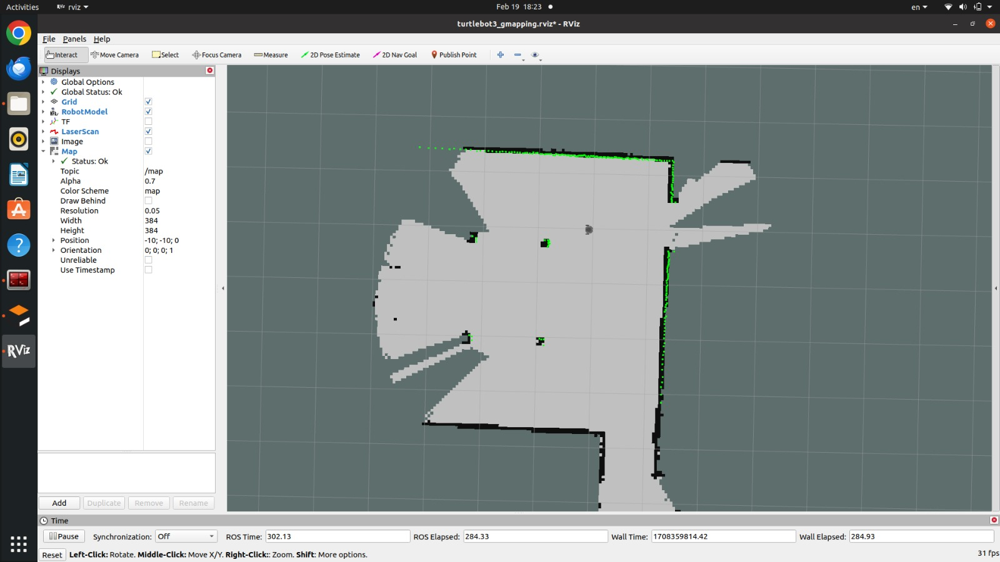 Activities RViz rviz Feb 19 18:23 en
turtlebot3_gmapping.rviz* - RViz
File Panels Help
Interact Move Camera Select Focus Camera Measure 2D Pose Estimate 2D Nav Goal Publish Point
Displays
Global Options
Global Status: Ok
Grid
RobotModel
TF
LaserScan
Image
Map
Status: Ok
Topic /map
Alpha 0.7
Color Scheme map
Draw Behind
Resolution 0.05
Width 384
Height 384
Position -10; -10; 0
Orientation 0; 0; 0; 1
Unreliable
Use Timestamp
RViz
Add Duplicate Remove Rename
Time
Pause Synchronization: Off ROS Time: 302.13 ROS Elapsed: 284.33 Wall Time: 1708359814.42 Wall Elapsed: 284.93
Reset Left-Click: Rotate. Middle-Click: Move X/Y. Right-Click:: Zoom. Shift: More options. 31 fps